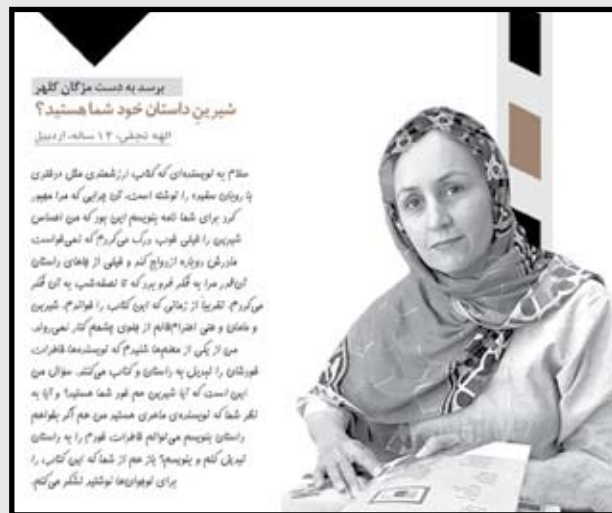 برسد به دست مژگان کلهر
شیرینِ داستان خود شما هستید؟
الهه نجفی، ۱۲ ساله، اردبیل
سلام به نویسنده‌ای که کتاب ارزشمندی مثل «دفتری
با روبان سفید» را نوشته است. آن چرایی که مرا مجبور
کرد برای شما نامه بنویسم این بود که من احساس
شیرین را خیلی خوب درک می‌کردم که نمی‌خواست
مادرش دوباره ازدواج کند و خیلی از جاهای داستان
آن‌قدر مرا به فکر فرو برد که تا نصفه‌شب به آن فکر
می‌کردم. تقریباً از زمانی که این کتاب را خواندم، شیرین
و مامان و حتی احترام‌خانم از جلوی چشمم کنار نمی‌روند.
من از یکی از معلم‌ها شنیدم که نویسنده‌ها خاطرات
خودشان را تبدیل به داستان و کتاب می‌کنند. سؤال من
این است که آیا شیرین هم خود شما هستید؟ و آیا به
نظر شما که نویسنده‌ی ماهری هستید من هم اگر بخواهم
داستان بنویسم می‌توانم خاطرات خودم را به داستان
تبدیل کنم و بنویسم؟ باز هم از شما که این کتاب را
برای نوجوان‌ها نوشتید تشکر می‌کنم.